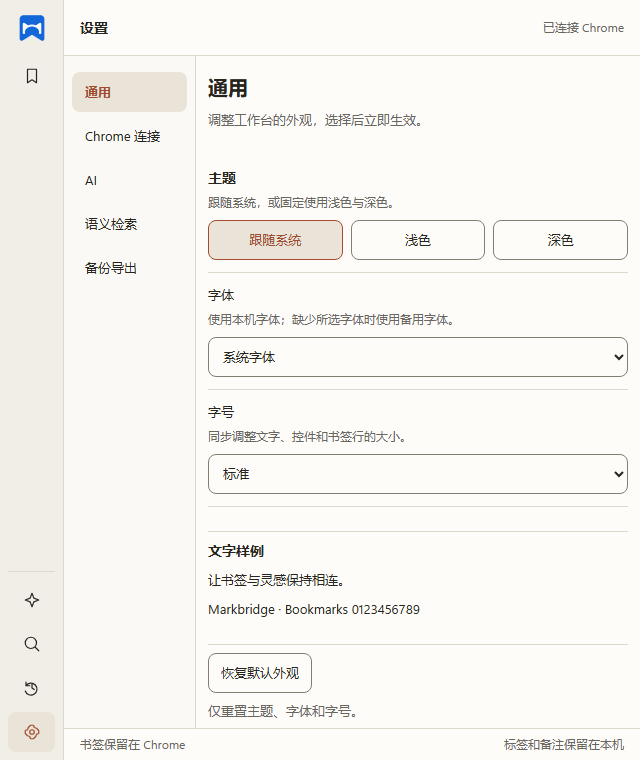 设置
已连接 Chrome
通用
Chrome 连接
AI
语义检索
备份导出
通用
调整工作台的外观，选择后立即生效。
主题
跟随系统，或固定使用浅色与深色。
跟随系统
浅色
深色
字体
使用本机字体；缺少所选字体时使用备用字体。
系统字体
字号
同步调整文字、控件和书签行的大小。
标准
文字样例
让书签与灵感保持相连。
Markbridge · Bookmarks 0123456789
恢复默认外观
仅重置主题、字体和字号。
书签保留在 Chrome
标签和备注保留在本机